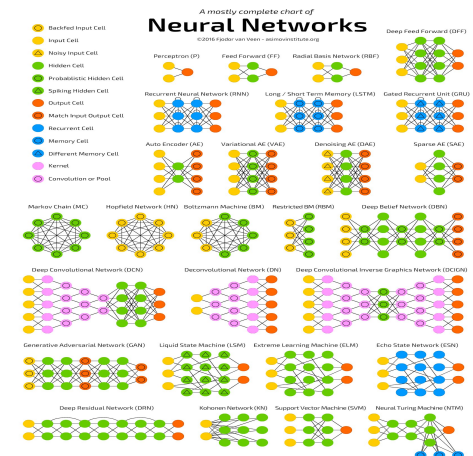 A mostly complete chart of
Neural Networks
©2016 Fjodor van Veen - asimovinstitute.org
Backfed Input Cell
Input Cell
Noisy Input Cell
Hidden Cell
Probablistic Hidden Cell
Spiking Hidden Cell
Output Cell
Match Input Output Cell
Recurrent Cell
Memory Cell
Different Memory Cell
Kernel
Convolution or Pool
Deep Feed Forward (DFF)
Perceptron (P)
Feed Forward (FF)
Radial Basis Network (RBF)
Recurrent Neural Network (RNN)
Long / Short Term Memory (LSTM)
Gated Recurrent Unit (GRU)
Auto Encoder (AE)
Variational AE (VAE)
Denoising AE (DAE)
Sparse AE (SAE)
Markov Chain (MC)
Hopfield Network (HN)
Boltzmann Machine (BM)
Restricted BM (RBM)
Deep Belief Network (DBN)
Deep Convolutional Network (DCN)
Deconvolutional Network (DN)
Deep Convolutional Inverse Graphics Network (DCIGN)
Generative Adversarial Network (GAN)
Liquid State Machine (LSM)
Extreme Learning Machine (ELM)
Echo State Network (ESN)
Deep Residual Network (DRN)
Kohonen Network (KN)
Support Vector Machine (SVM)
Neural Turing Machine (NTM)